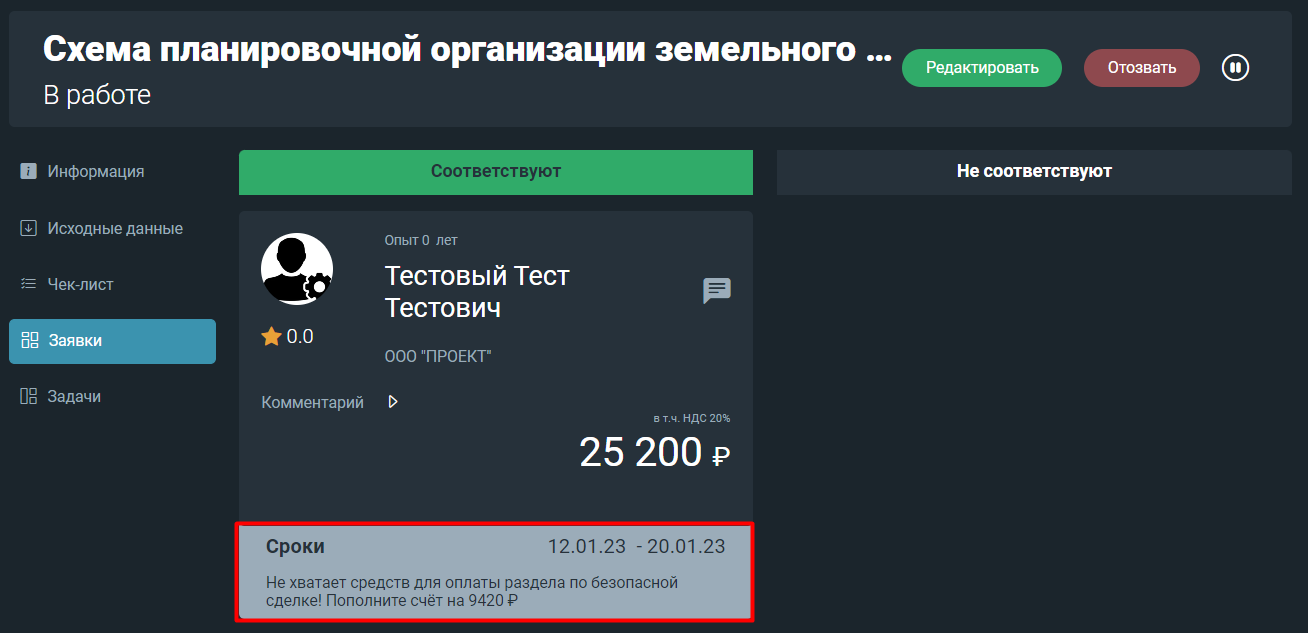 Схема планировочной организации земельного ...
В работе
Редактировать
Отозвать
Информация
Исходные данные
Чек-лист
Заявки
Задачи
Соответствуют
Не соответствуют
Опыт 0 лет
Тестовый Тест
Тестович
0.0
ООО "ПРОЕКТ"
Комментарий
в т.ч. НДС 20%
25 200 ₽
Сроки 12.01.23 - 20.01.23
Не хватает средств для оплаты раздела по безопасной
сделке! Пополните счёт на 9420 ₽